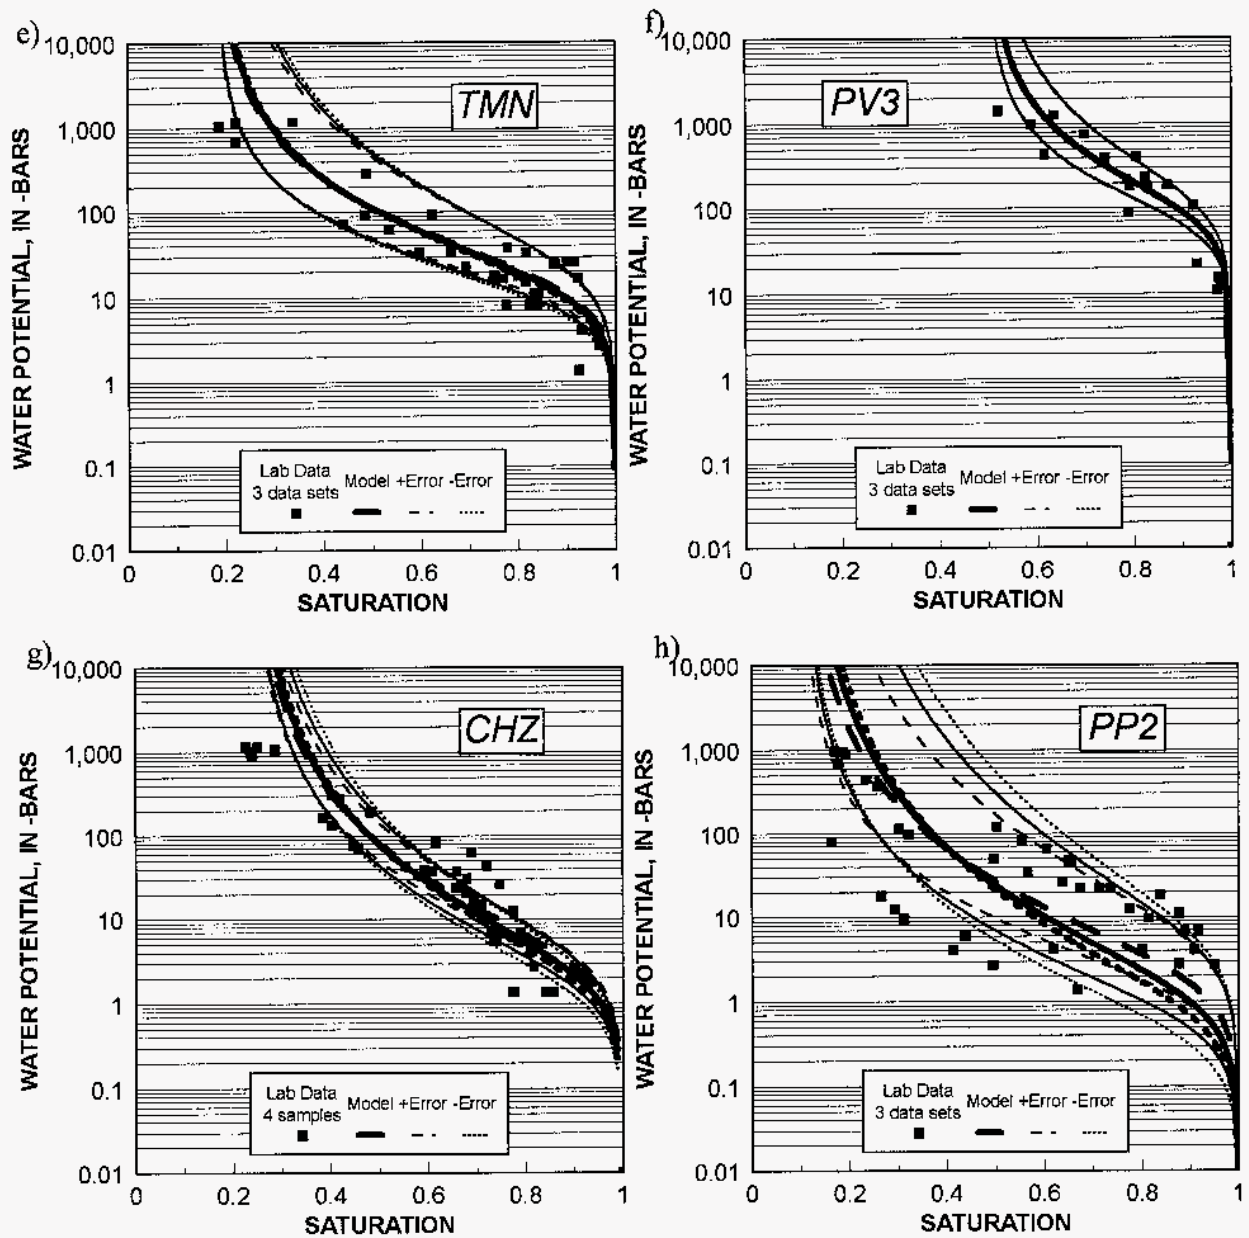 e)
10,000
1,000
100
10
1
0.1
0.01
WATER POTENTIAL, IN -BARS
TMN
Lab Data
3 data sets Model +Error -Error
0 0.2 0.4 0.6 0.8 1
SATURATION
f)
10,000
1,000
100
10
1
0.1
0.01
WATER POTENTIAL, IN -BARS
PV3
Lab Data
3 data sets Model +Error -Error
0 0.2 0.4 0.6 0.8 1
SATURATION
g)
10,000
1,000
100
10
1
0.1
0.01
WATER POTENTIAL, IN -BARS
CHZ
Lab Data
4 samples Model +Error -Error
0 0.2 0.4 0.6 0.8 1
SATURATION
h)
10,000
1,000
100
10
1
0.1
0.01
WATER POTENTIAL, IN -BARS
PP2
Lab Data
3 data sets Model +Error -Error
0 0.2 0.4 0.6 0.8 1
SATURATION